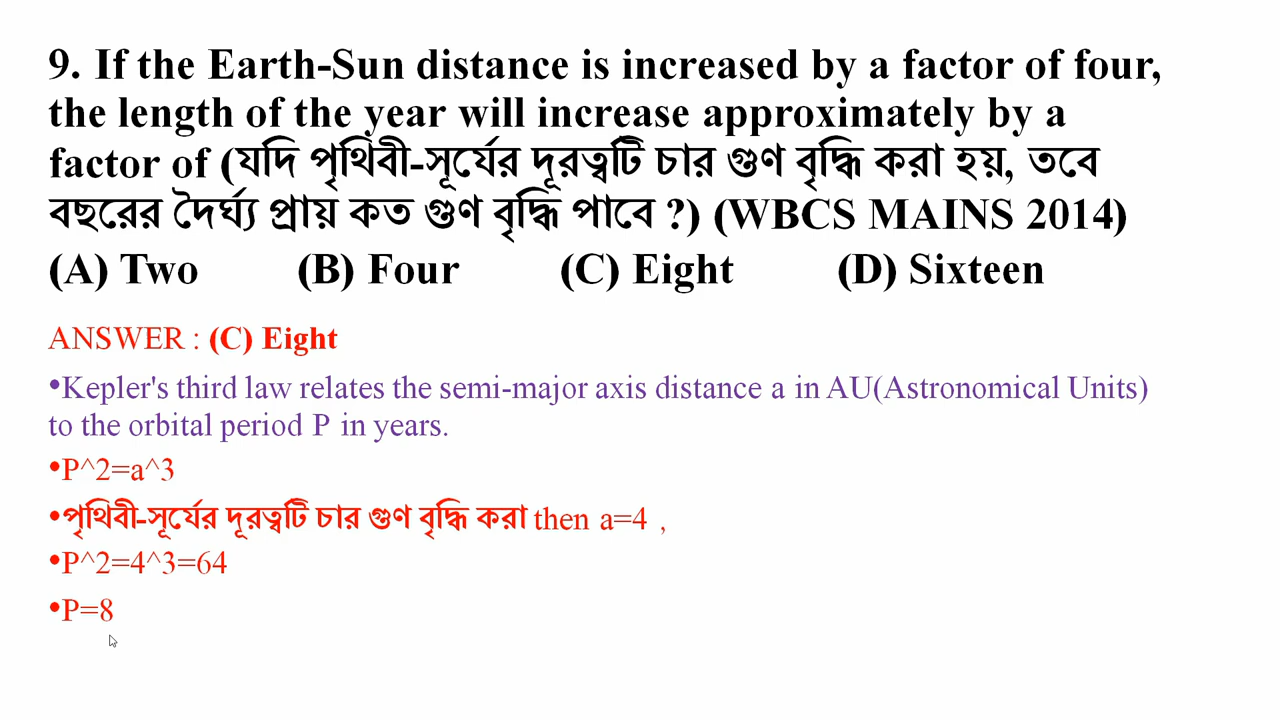 9. If the Earth-Sun distance is increased by a factor of four,
the length of the year will increase approximately by a
factor of (যদি পৃথিবী-সূর্যের দূরত্বটি চার গুণ বৃদ্ধি করা হয়, তবে
বছরের দৈর্ঘ্য প্রায় কত গুণ বৃদ্ধি পাবে ?) (WBCS MAINS 2014)
(A) Two (B) Four (C) Eight (D) Sixteen
ANSWER : (C) Eight
•Kepler's third law relates the semi-major axis distance a in AU(Astronomical Units)
to the orbital period P in years.
•P^2=a^3
•পৃথিবী-সূর্যের দূরত্বটি চার গুণ বৃদ্ধি করা then a=4 ,
•P^2=4^3=64
•P=8